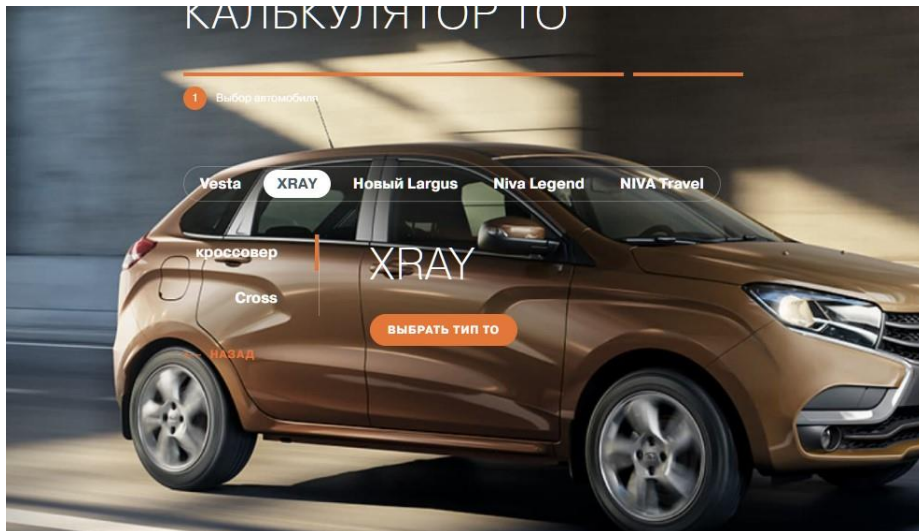 КАЛЬКУЛЯТОР ТО
1 Выбор автомобиля
Vesta XRAY Новый Largus Niva Legend NIVA Travel
кроссовер
XRAY
Cross
ВЫБРАТЬ ТИП ТО
← НАЗАД